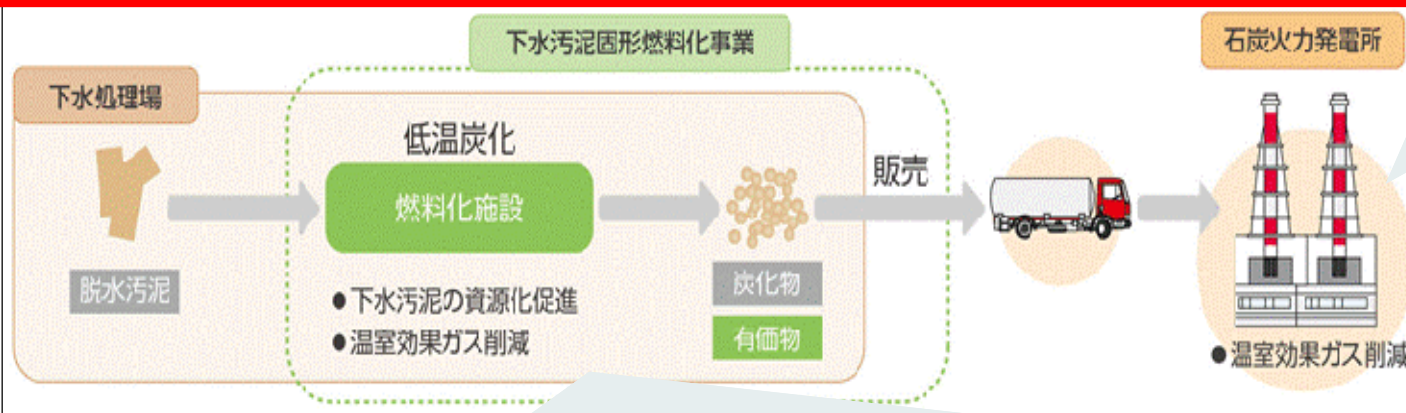 下水汚泥固形燃料化事業
石炭火力発電所
下水処理場
低温炭化
燃料化施設
販売
脱水汚泥
炭化物
有価物
●下水汚泥の資源化促進
●温室効果ガス削減
●温室効果ガス削減